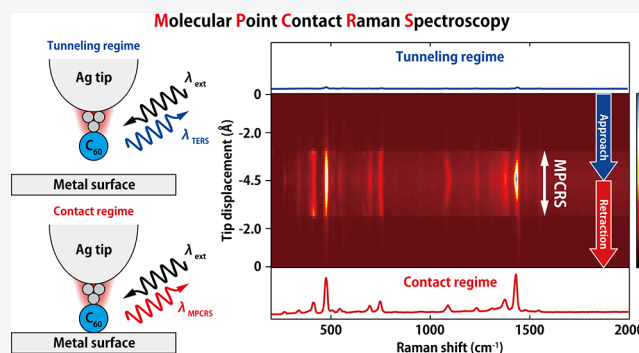 Molecular Point Contact Raman Spectroscopy
Tunneling regime
Ag tip
λext
λTERS
C60
Metal surface
Contact regime
Ag tip
λext
λMPCRS
C60
Metal surface
Tunneling regime
Tip displacement (Å)
0
-2.0
-4.5
-2.0
0
MPCRS
Approach
Retraction
Contact regime
500
1000
1500
2000
Raman shift (cm⁻¹)